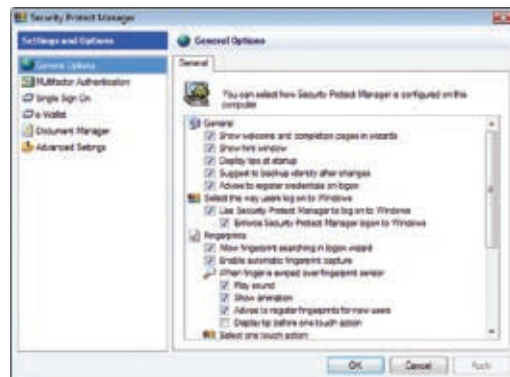 Security Protect Manager
Settings and Options
General Options
Multifactor Authentication
Single Sign On
e-Wallet
Document Manager
Advanced Settings
General Options
General
You can select how Security Protect Manager is configured on this
computer
General
Show welcome and completion pages in wizards
Show hint window
Display tips at startup
Suggest to backup identity after changes
Advise to register credentials on logon
Select the way users log on to Windows
Use Security Protect Manager to log on to Windows
Enforce Security Protect Manager logon to Windows
Fingerprints
Allow fingerprint searching in logon wizard
Enable automatic fingerprint capture
When finger is swiped over fingerprint sensor
Play sound
Show animation
Advise to register fingerprints for new users
Display tip before one touch action
Select one touch action
OK
Cancel
Apply